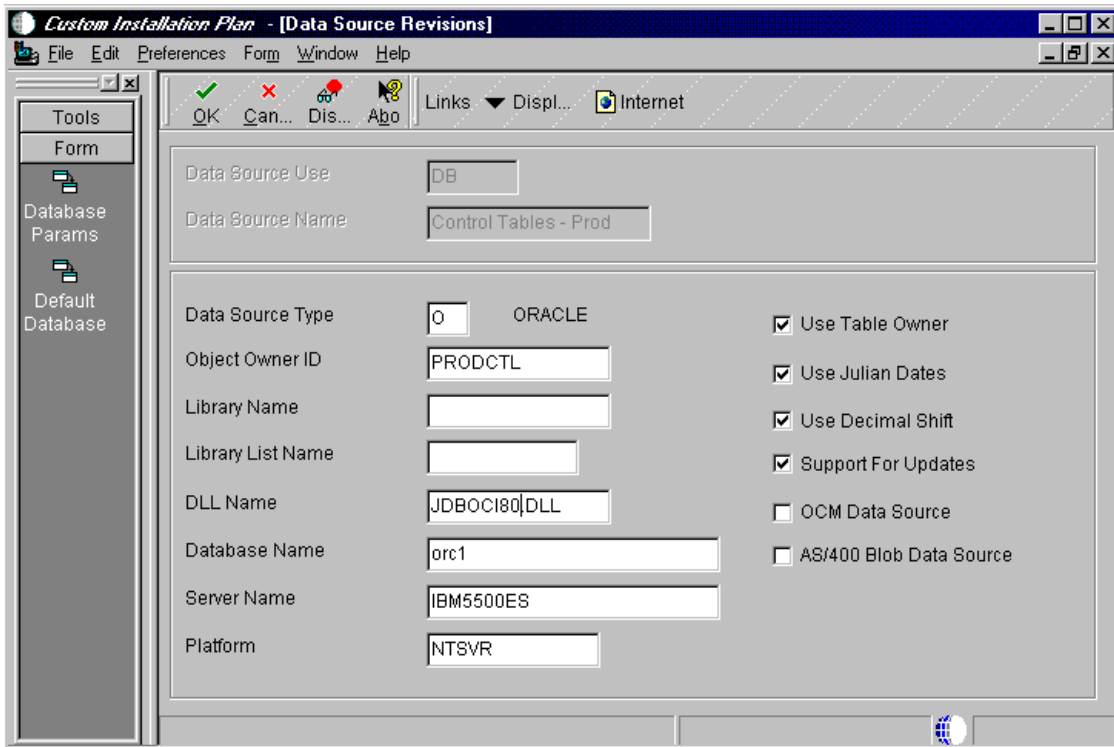 Custom Installation Plan - [Data Source Revisions]
File Edit Preferences Form Window Help
Tools
Form
Database
Params
Default
Database
OK Can... Dis... Abo Links Displ... Internet
Data Source Use DB
Data Source Name Control Tables - Prod
Data Source Type O ORACLE
Object Owner ID PRODCTL
Library Name
Library List Name
DLL Name JDBOCI80.DLL
Database Name orc1
Server Name IBM5500ES
Platform NTSVR
Use Table Owner
Use Julian Dates
Use Decimal Shift
Support For Updates
OCM Data Source
AS/400 Blob Data Source